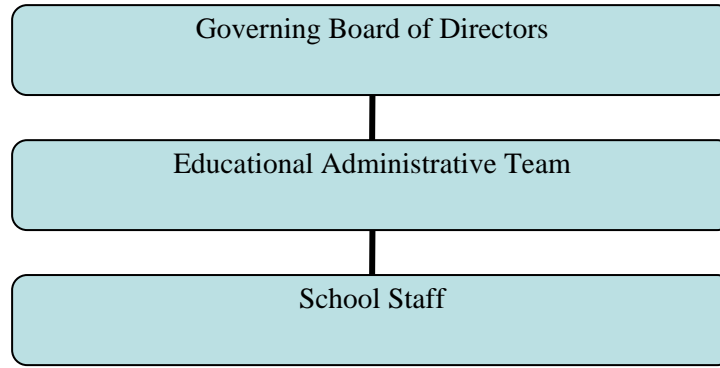 Governing Board of Directors
Educational Administrative Team
School Staff